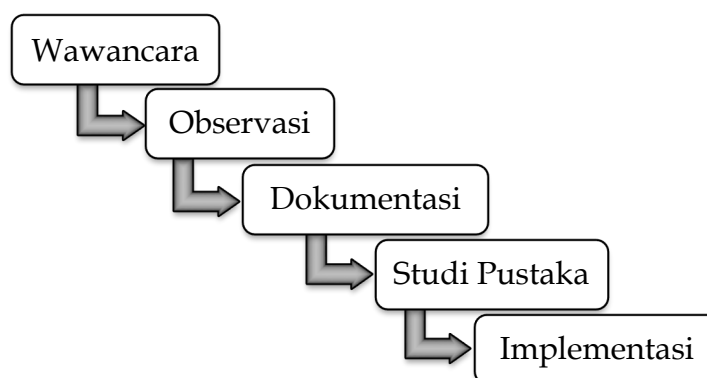 Wawancara
Observasi
Dokumentasi
Studi Pustaka
Implementasi